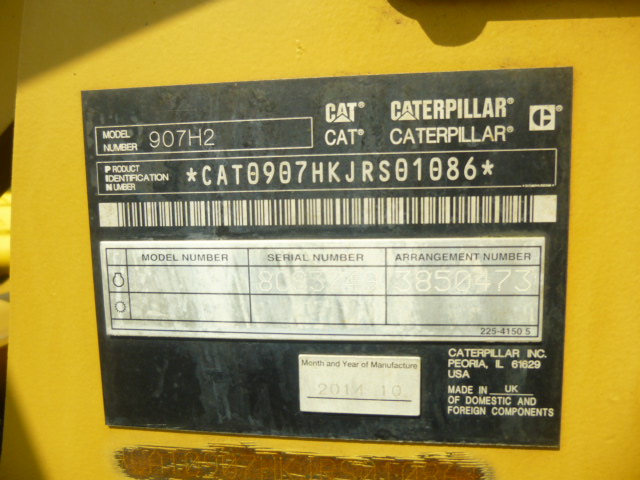 CAT® CATERPILLAR®
MODEL NUMBER 907H2 CAT® CATERPILLAR®
PRODUCT IDENTIFICATION NUMBER *CAT0907HKJRS01086*
MODEL NUMBER SERIAL NUMBER ARRANGEMENT NUMBER
3850473
225-4150 5
CATERPILLAR INC.
PEORIA, IL 61629
USA
Month and Year of Manufacture
2014 10
MADE IN UK
OF DOMESTIC AND
FOREIGN COMPONENTS